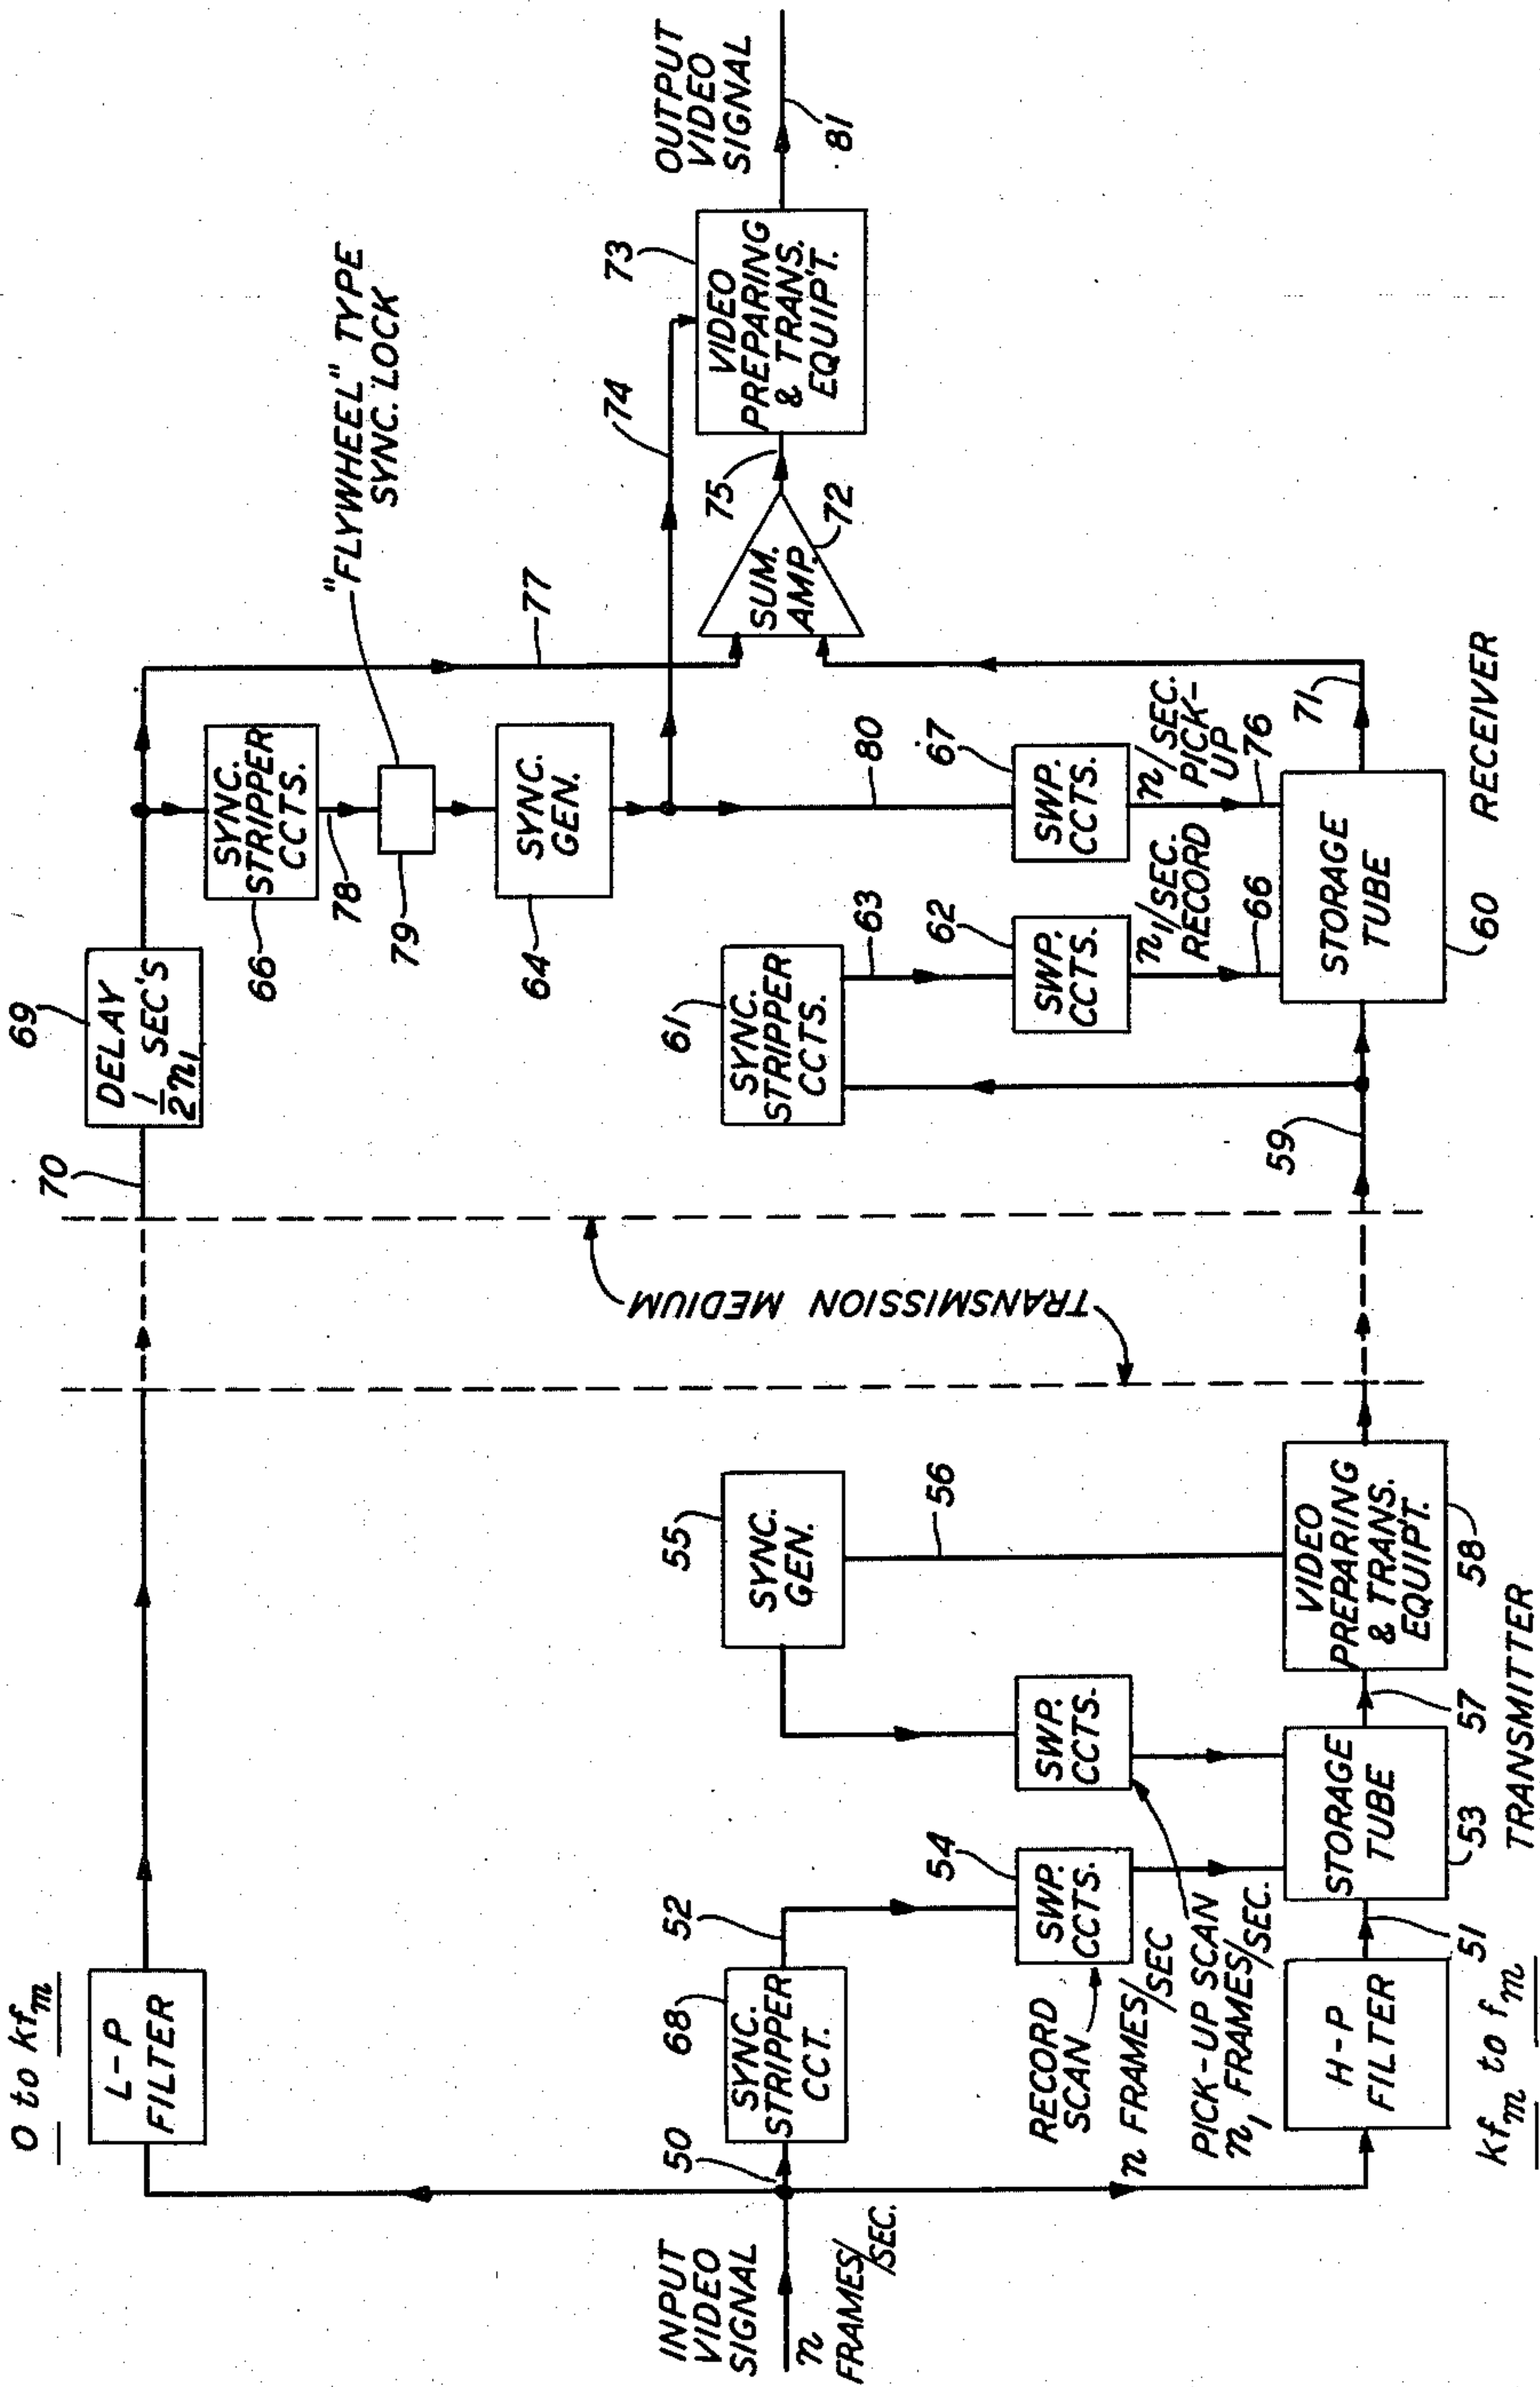 0 to kfm
L-P
FILTER
INPUT
VIDEO
SIGNAL
n
FRAMES/SEC.
50
68
SYNC.
STRIPPER
CCT.
52
54
SWP.
CCTS.
RECORD
SCAN
n FRAMES/SEC
PICK-UP SCAN
n1 FRAMES/SEC.
H-P
FILTER
kfm to fm
51
STORAGE
TUBE
53
SWP.
CCTS.
55
SYNC.
GEN.
56
57
VIDEO
PREPARING
& TRANS.
EQUIP'T.
58
TRANSMITTER
TRANSMISSION MEDIUM
70
69
DELAY
1/2n1 SEC'S
66
SYNC.
STRIPPER
CCTS.
78
79
"FLYWHEEL" TYPE
SYNC. LOCK
64
SYNC.
GEN.
77
74
61
SYNC.
STRIPPER
CCTS.
63
62
SWP.
CCTS.
n1/SEC.
RECORD
66
80
67
SWP.
CCTS.
n/SEC.
PICK-
UP
76
59
STORAGE
TUBE
60
71
RECEIVER
SUM.
AMP.
72
75
73
VIDEO
PREPARING
& TRANS.
EQUIP'T.
OUTPUT
VIDEO
SIGNAL
81